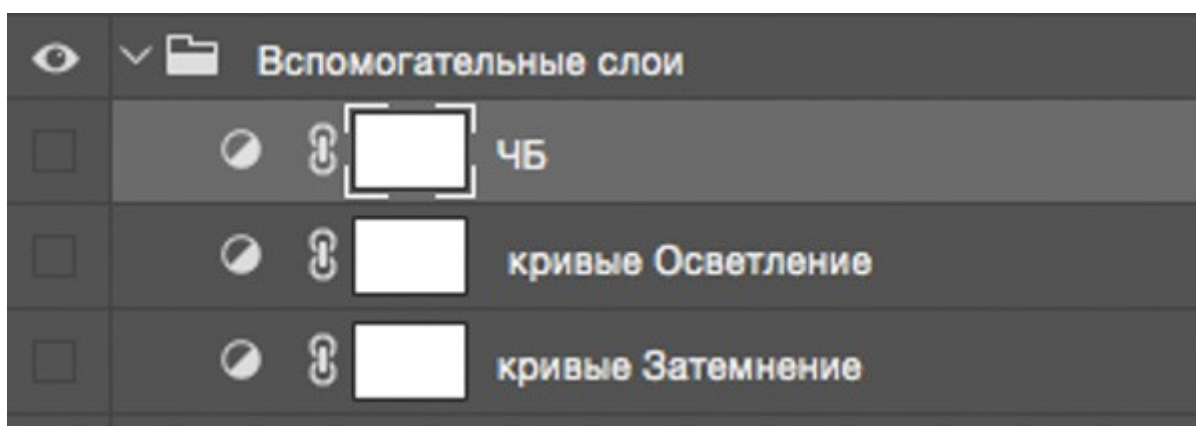 Вспомогательные слои
ЧБ
кривые Осветление
кривые Затемнение